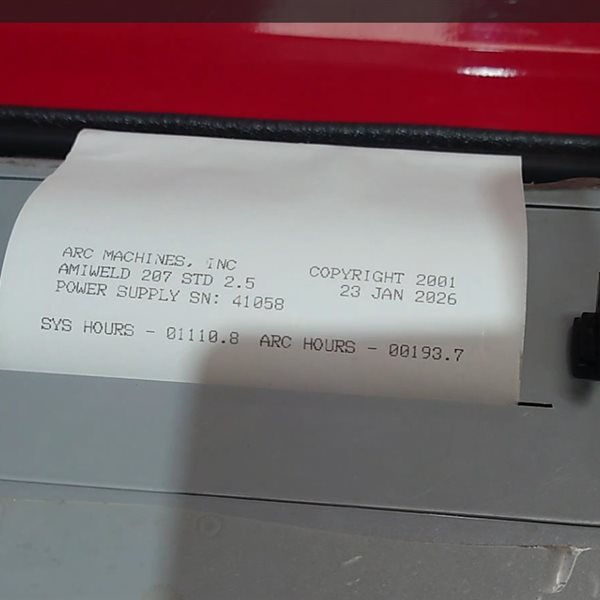 ARC MACHINES, INC
AMIWELD 207 STD 2.5 COPYRIGHT 2001
POWER SUPPLY SN: 41058 23 JAN 2026
SYS HOURS - 01110.8 ARC HOURS - 00193.7